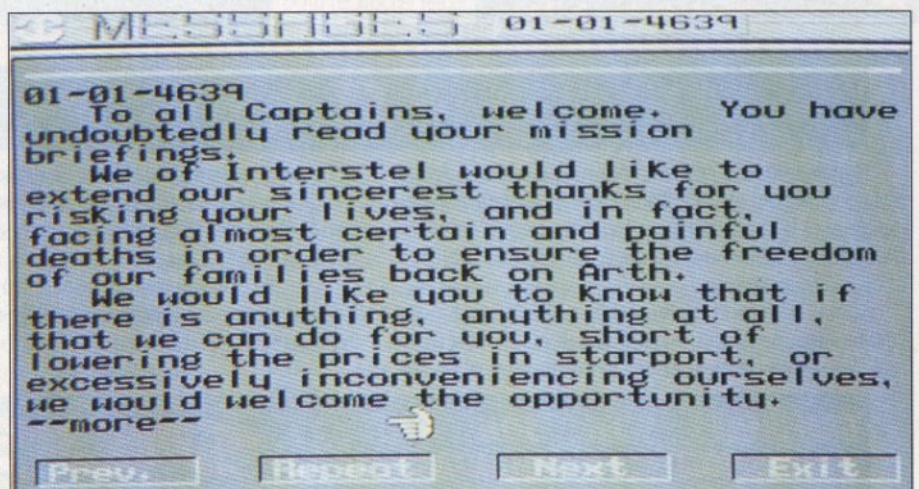 MESSAGES 01-01-4639
01-01-4639
To all Captains, welcome. You have
undoubtedly read your mission
briefings.
We of Interstel would like to
extend our sincerest thanks for you
risking your lives, and in fact,
facing almost certain and painful
deaths in order to ensure the freedom
of our families back on Arth.
We would like you to know that if
there is anything, anything at all,
that we can do for you, short of
lowering the prices in starport, or
excessively inconveniencing ourselves,
we would welcome the opportunity.
--more--
Prev. Repeat Next Exit